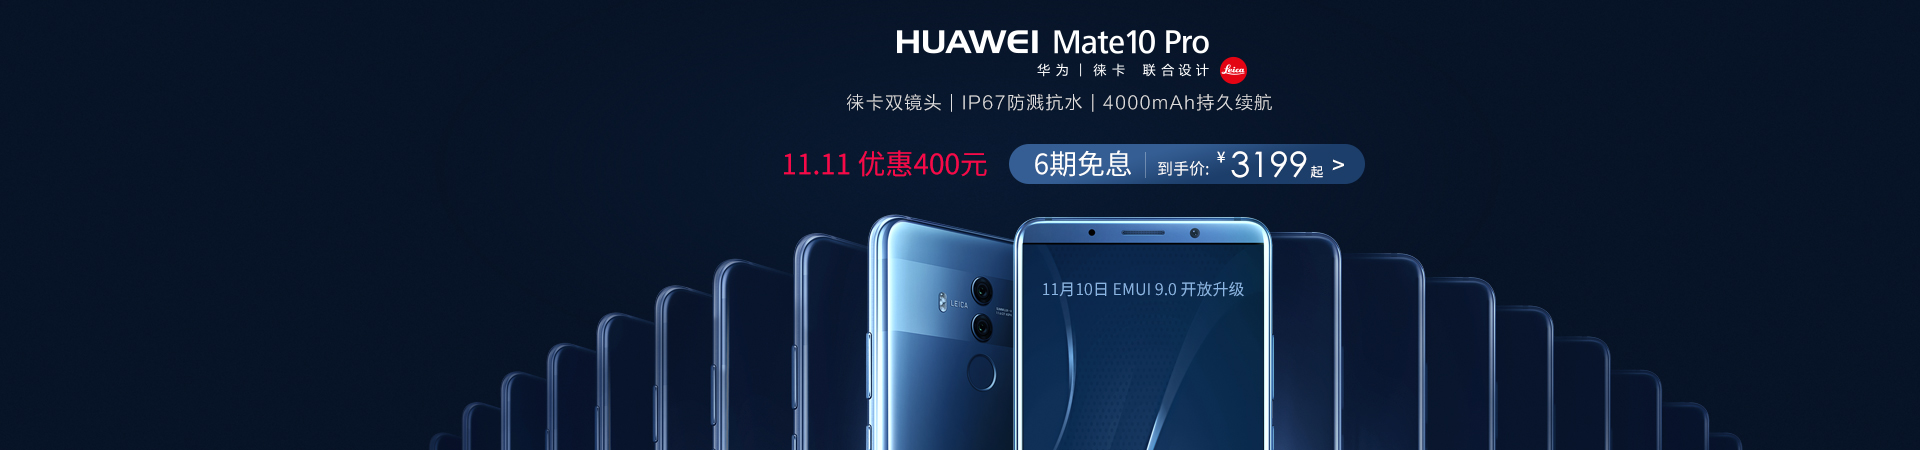 HUAWEI Mate10 Pro
华为 | 徕卡 联合设计 Leica
徕卡双镜头 | IP67防溅抗水 | 4000mAh持久续航
11.11 优惠400元 6期免息 | 到手价: ¥3199起 >
11月10日 EMUI 9.0 开放升级
LEICA